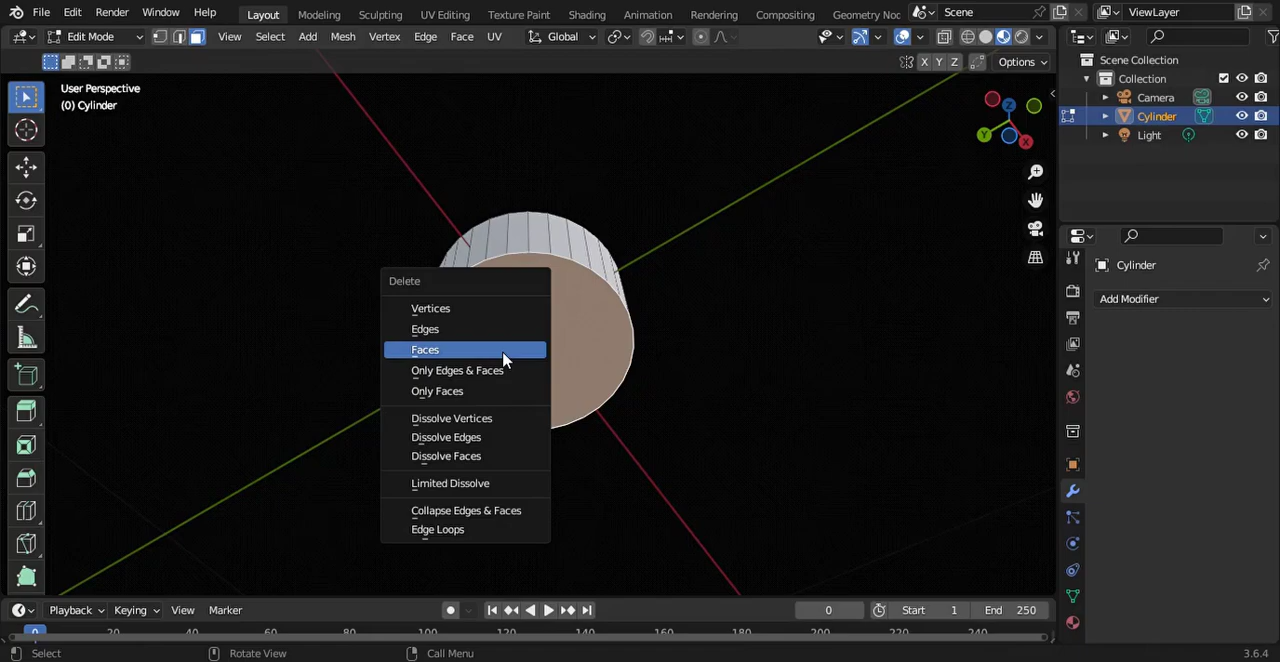 File Edit Render Window Help Layout Modeling Sculpting UV Editing Texture Paint Shading Animation Rendering Compositing Geometry Noc Scene ViewLayer
Edit Mode View Select Add Mesh Vertex Edge Face UV Global
X Y Z Options
User Perspective
(0) Cylinder
Scene Collection
Collection
Camera
Cylinder
Light
Z
Y
X
Cylinder
Add Modifier
Delete
Vertices
Edges
Faces
Only Edges & Faces
Only Faces
Dissolve Vertices
Dissolve Edges
Dissolve Faces
Limited Dissolve
Collapse Edges & Faces
Edge Loops
Playback Keying View Marker 0 Start 1 End 250
0 20 40 60 80 100 120 140 160 180 200 220 240
Select Rotate View Call Menu 3.6.4